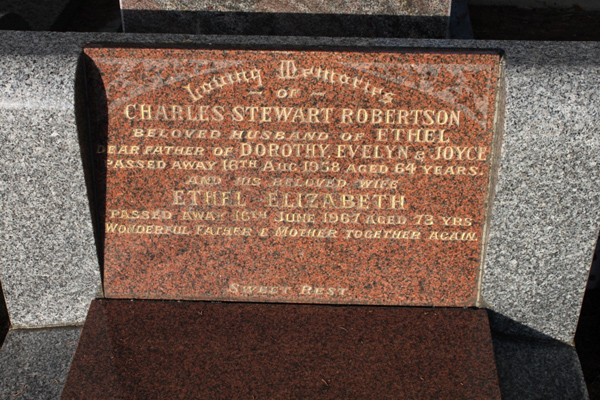 Loving Memories
- OF -
CHARLES STEWART ROBERTSON
BELOVED HUSBAND OF ETHEL
DEAR FATHER OF DOROTHY, EVELYN & JOYCE
PASSED AWAY 16TH AUG 1958 AGED 64 YEARS.
AND HIS BELOVED WIFE
ETHEL ELIZABETH
PASSED AWAY 16TH JUNE 1967 AGED 73 YRS
WONDERFUL FATHER & MOTHER TOGETHER AGAIN.
SWEET REST